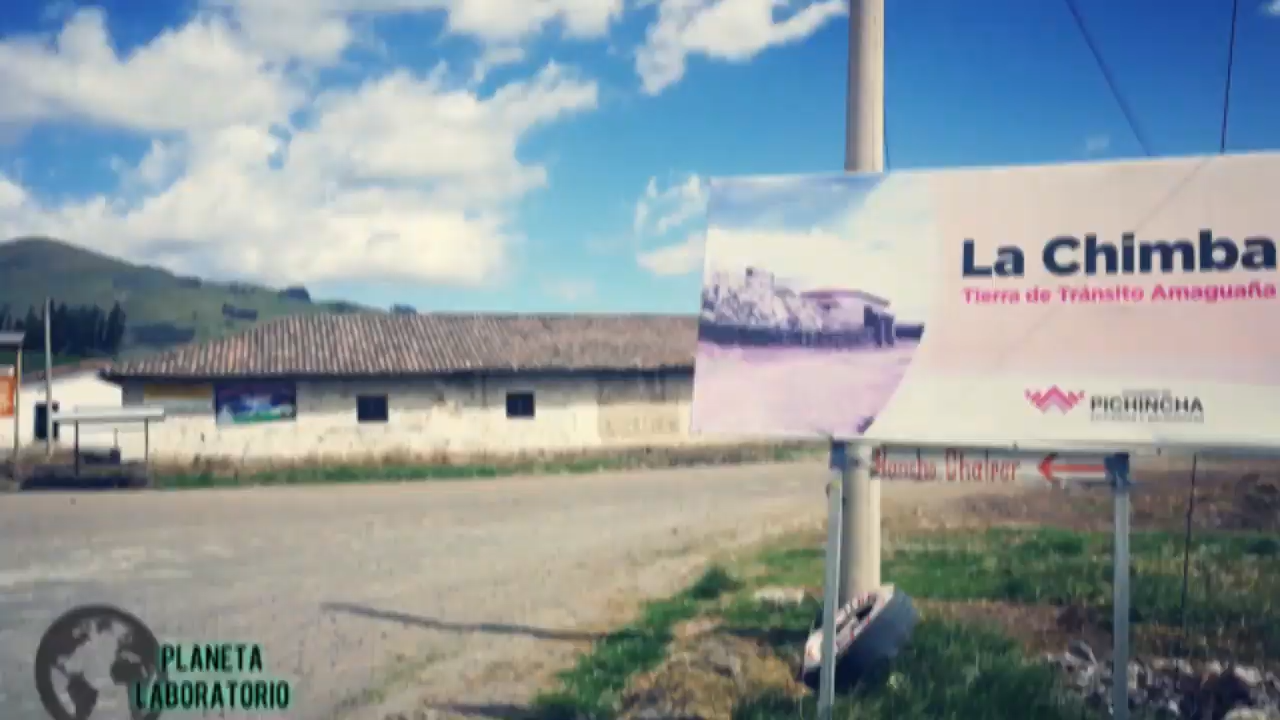 La Chimba
Tierra de Tránsito Amaguaña
PICHINCHA
PLANETA
LABORATORIO